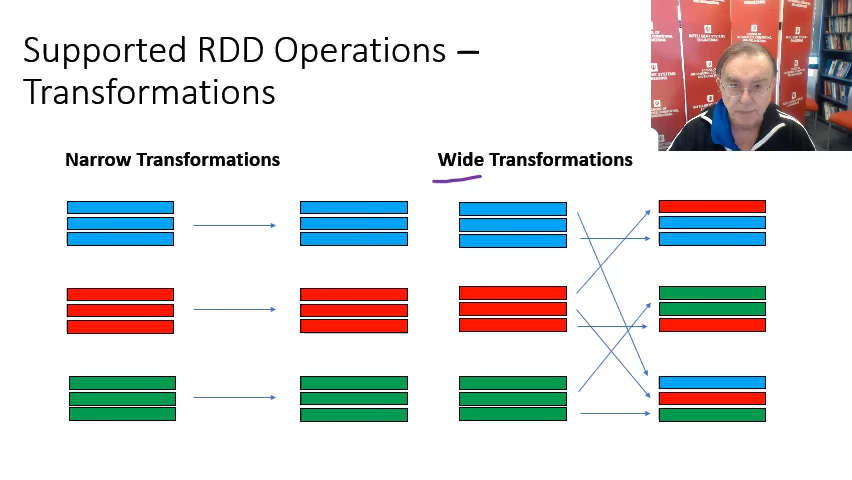 Supported RDD Operations –
Transformations
Narrow Transformations
Wide Transformations